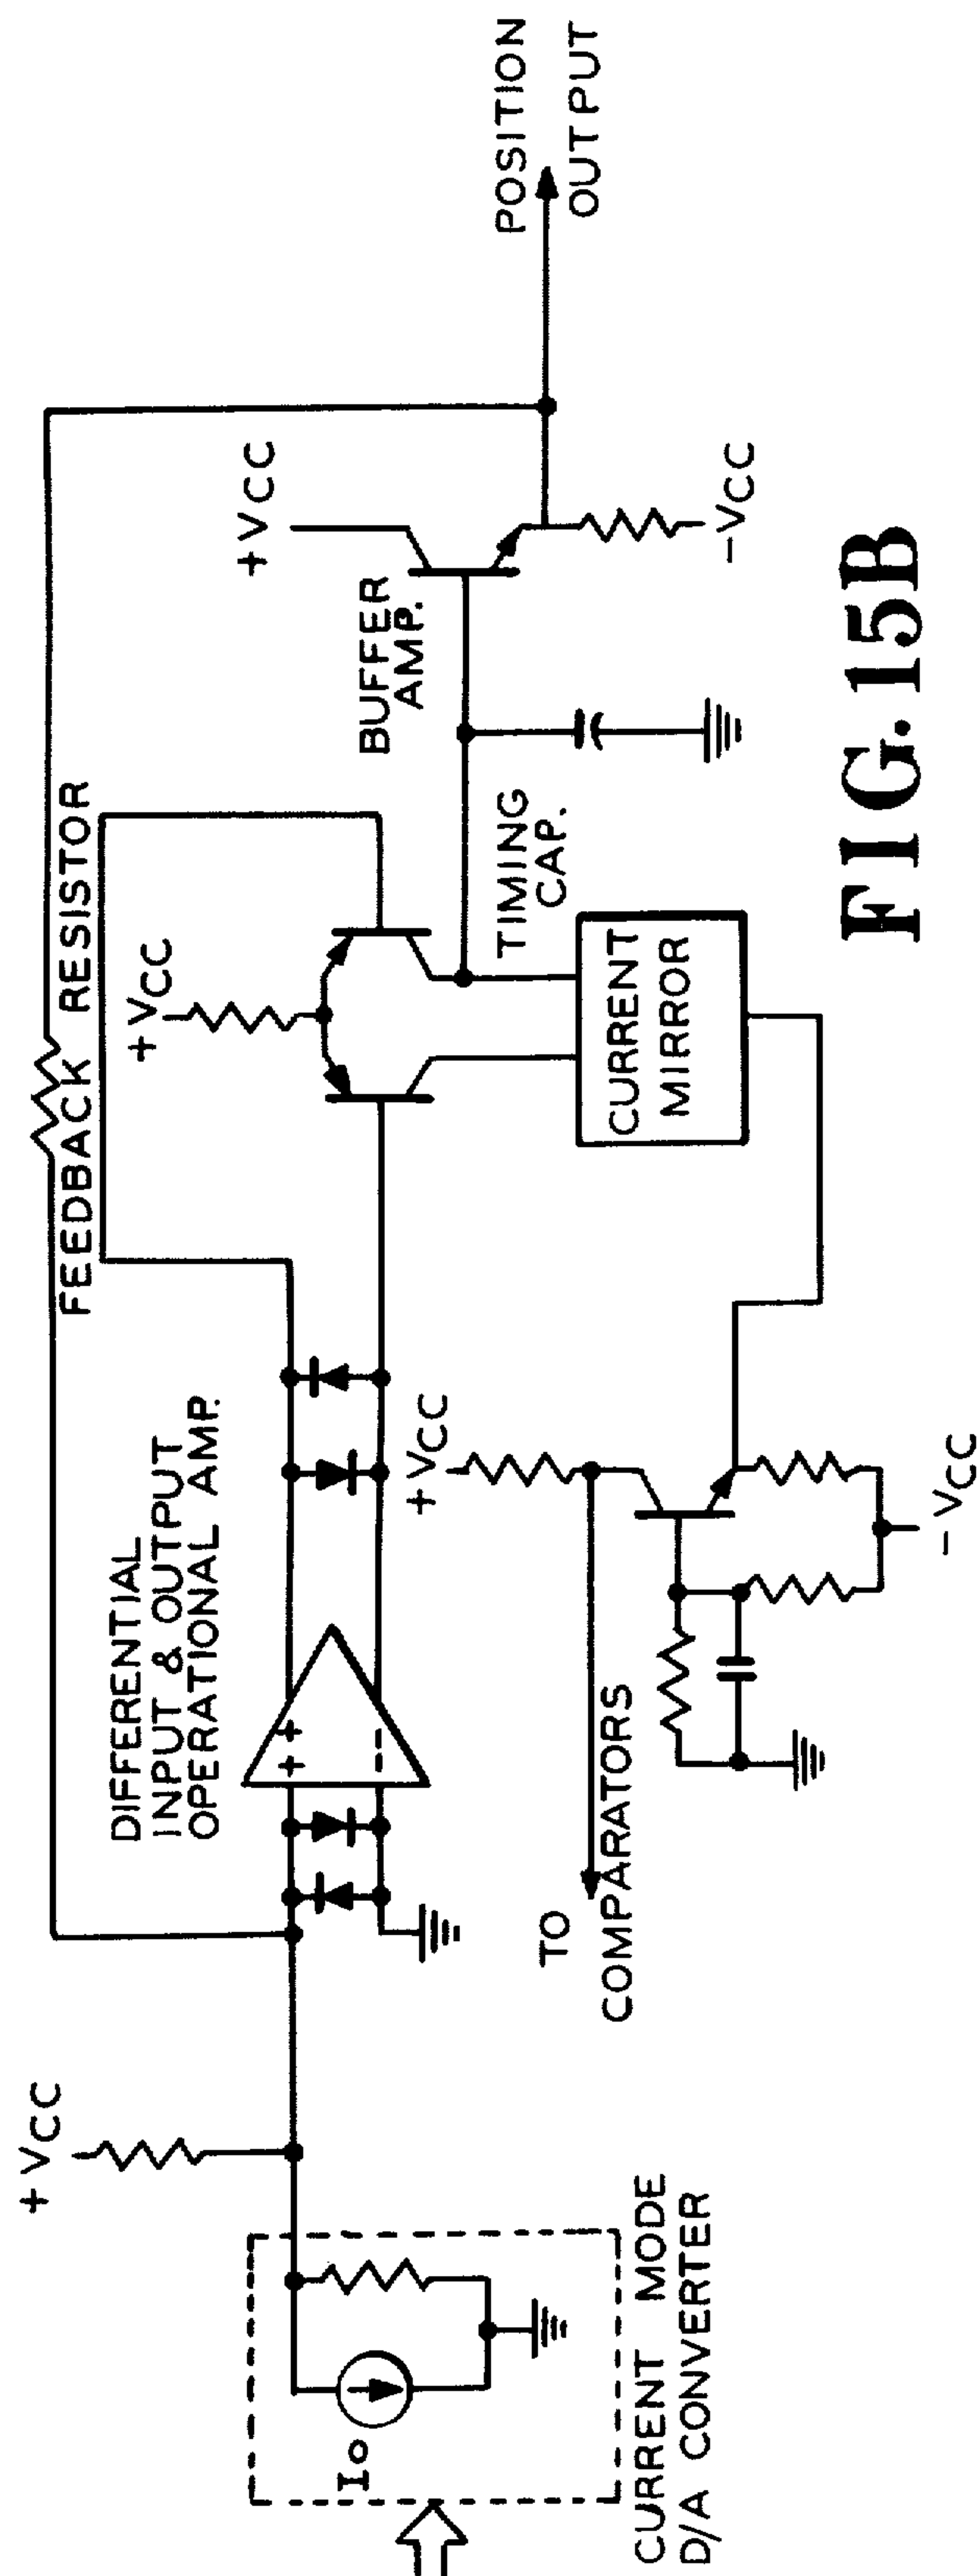 +VCC
I₀
CURRENT MODE
D/A CONVERTER
DIFFERENTIAL
INPUT & OUTPUT
OPERATIONAL AMP.
+ +
- -
TO
COMPARATORS
+VCC
-VCC
FEEDBACK RESISTOR
+VCC
CURRENT
MIRROR
TIMING
CAP.
BUFFER
AMP.
+VCC
-VCC
POSITION
OUTPUT
FIG. 15B